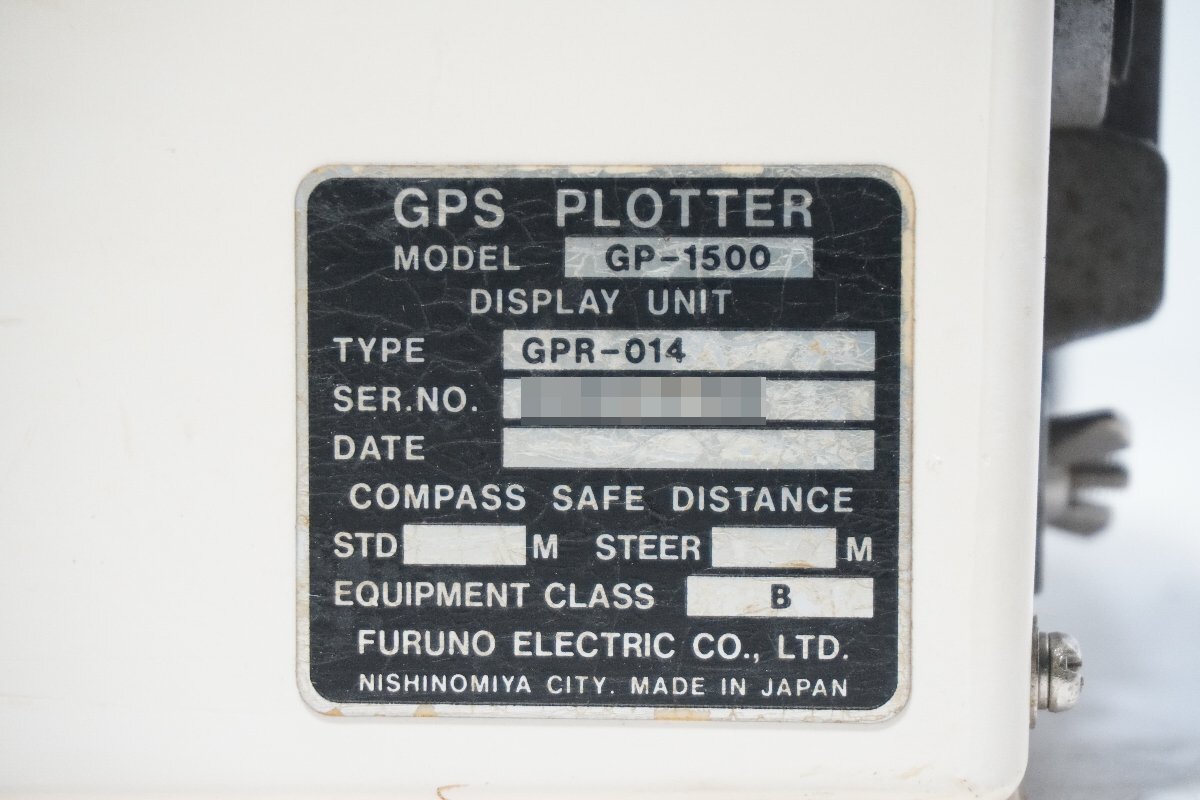 GPS PLOTTER
MODEL GP-1500
DISPLAY UNIT
TYPE GPR-014
SER.NO.
DATE
COMPASS SAFE DISTANCE
STD M STEER M
EQUIPMENT CLASS B
FURUNO ELECTRIC CO., LTD.
NISHINOMIYA CITY. MADE IN JAPAN